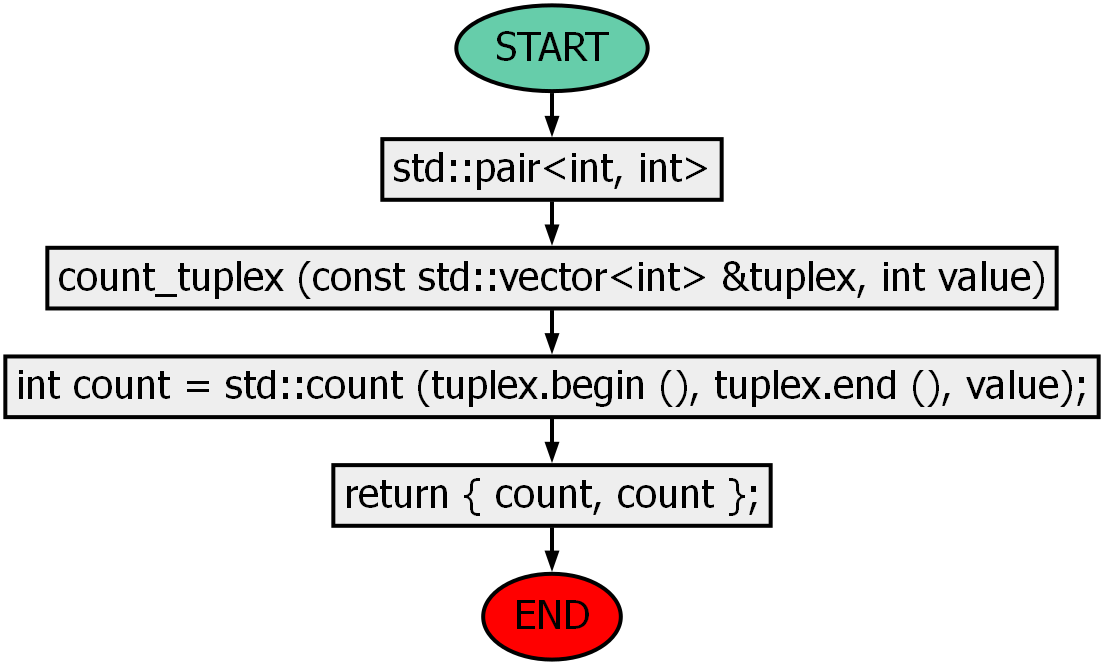 START
std::pair<int, int>
count_tuplex (const std::vector<int> &tuplex, int value)
int count = std::count (tuplex.begin (), tuplex.end (), value);
return { count, count };
END